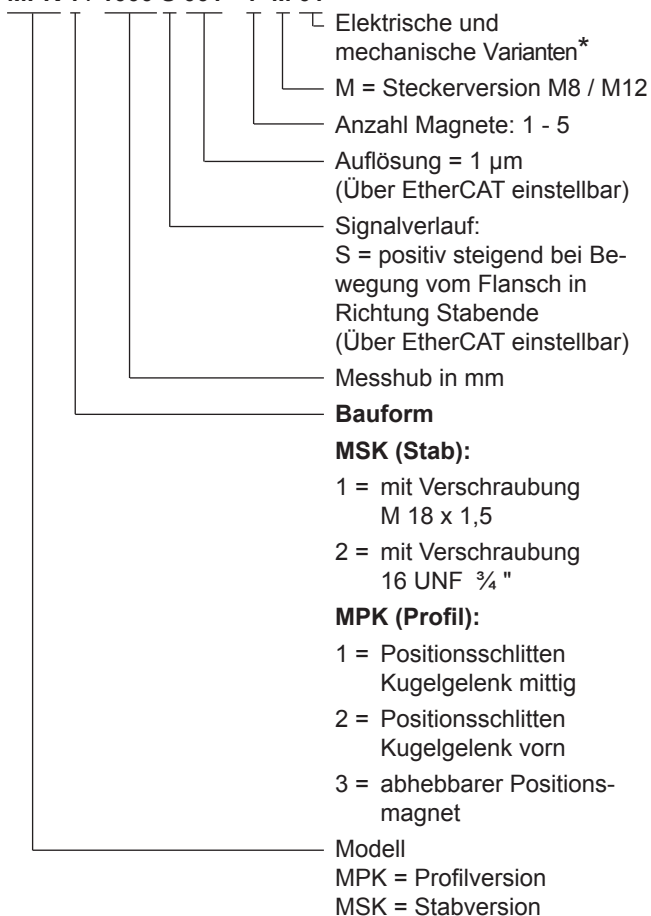 Elektrische und
mechanische Varianten*
M = Steckerversion M8 / M12
Anzahl Magnete: 1 - 5
Auflösung = 1 µm
(Über EtherCAT einstellbar)
Signalverlauf:
S = positiv steigend bei Be-
wegung vom Flansch in
Richtung Stabende
(Über EtherCAT einstellbar)
Messhub in mm
Bauform
MSK (Stab):
1 = mit Verschraubung
M 18 x 1,5
2 = mit Verschraubung
16 UNF ¾ "
MPK (Profil):
1 = Positionsschlitten
Kugelgelenk mittig
2 = Positionsschlitten
Kugelgelenk vorn
3 = abhebbarer Positions-
magnet
Modell
MPK = Profilversion
MSK = Stabversion